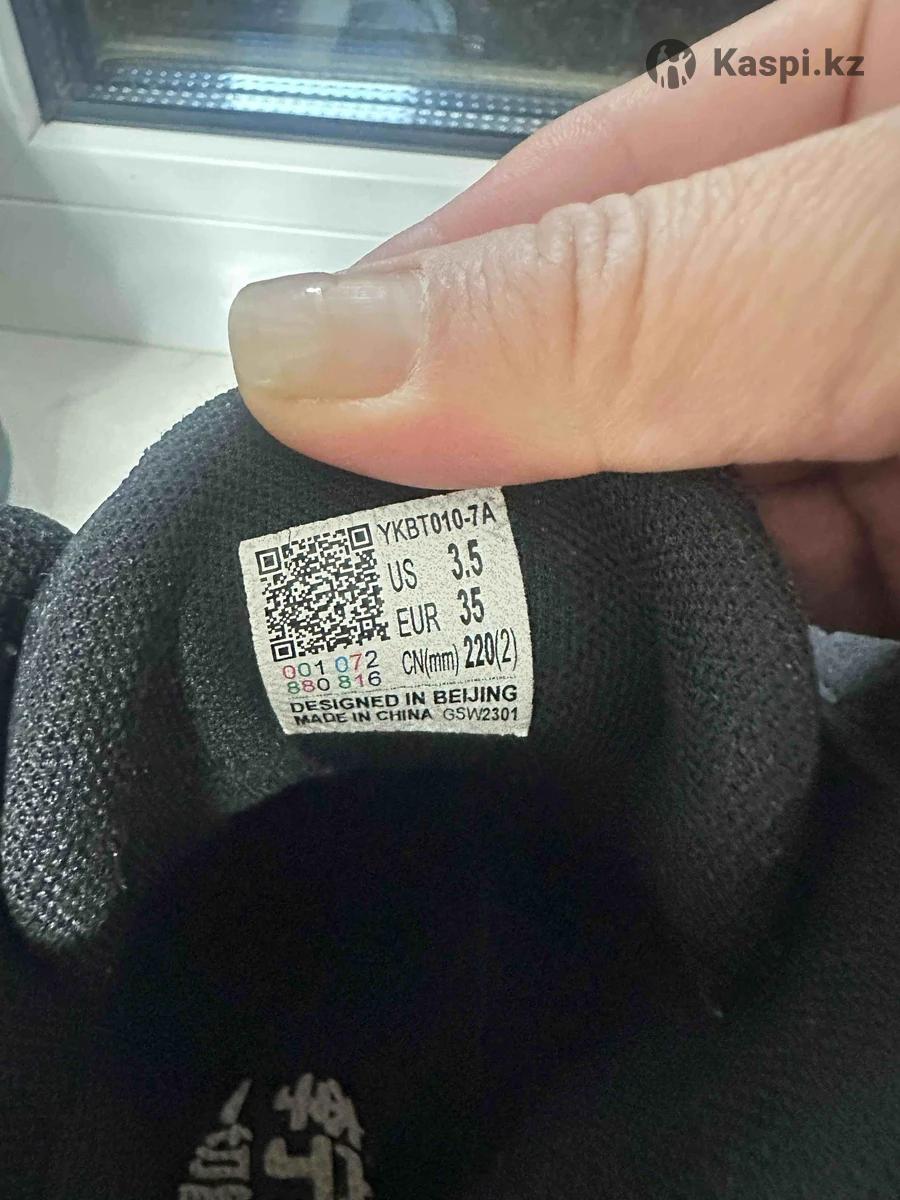 Kaspi.kz
YKBT010-7A
US 3.5
EUR 35
CN(mm) 220(2)
001 072
880 816
DESIGNED IN BEIJING
MADE IN CHINA GSW2301